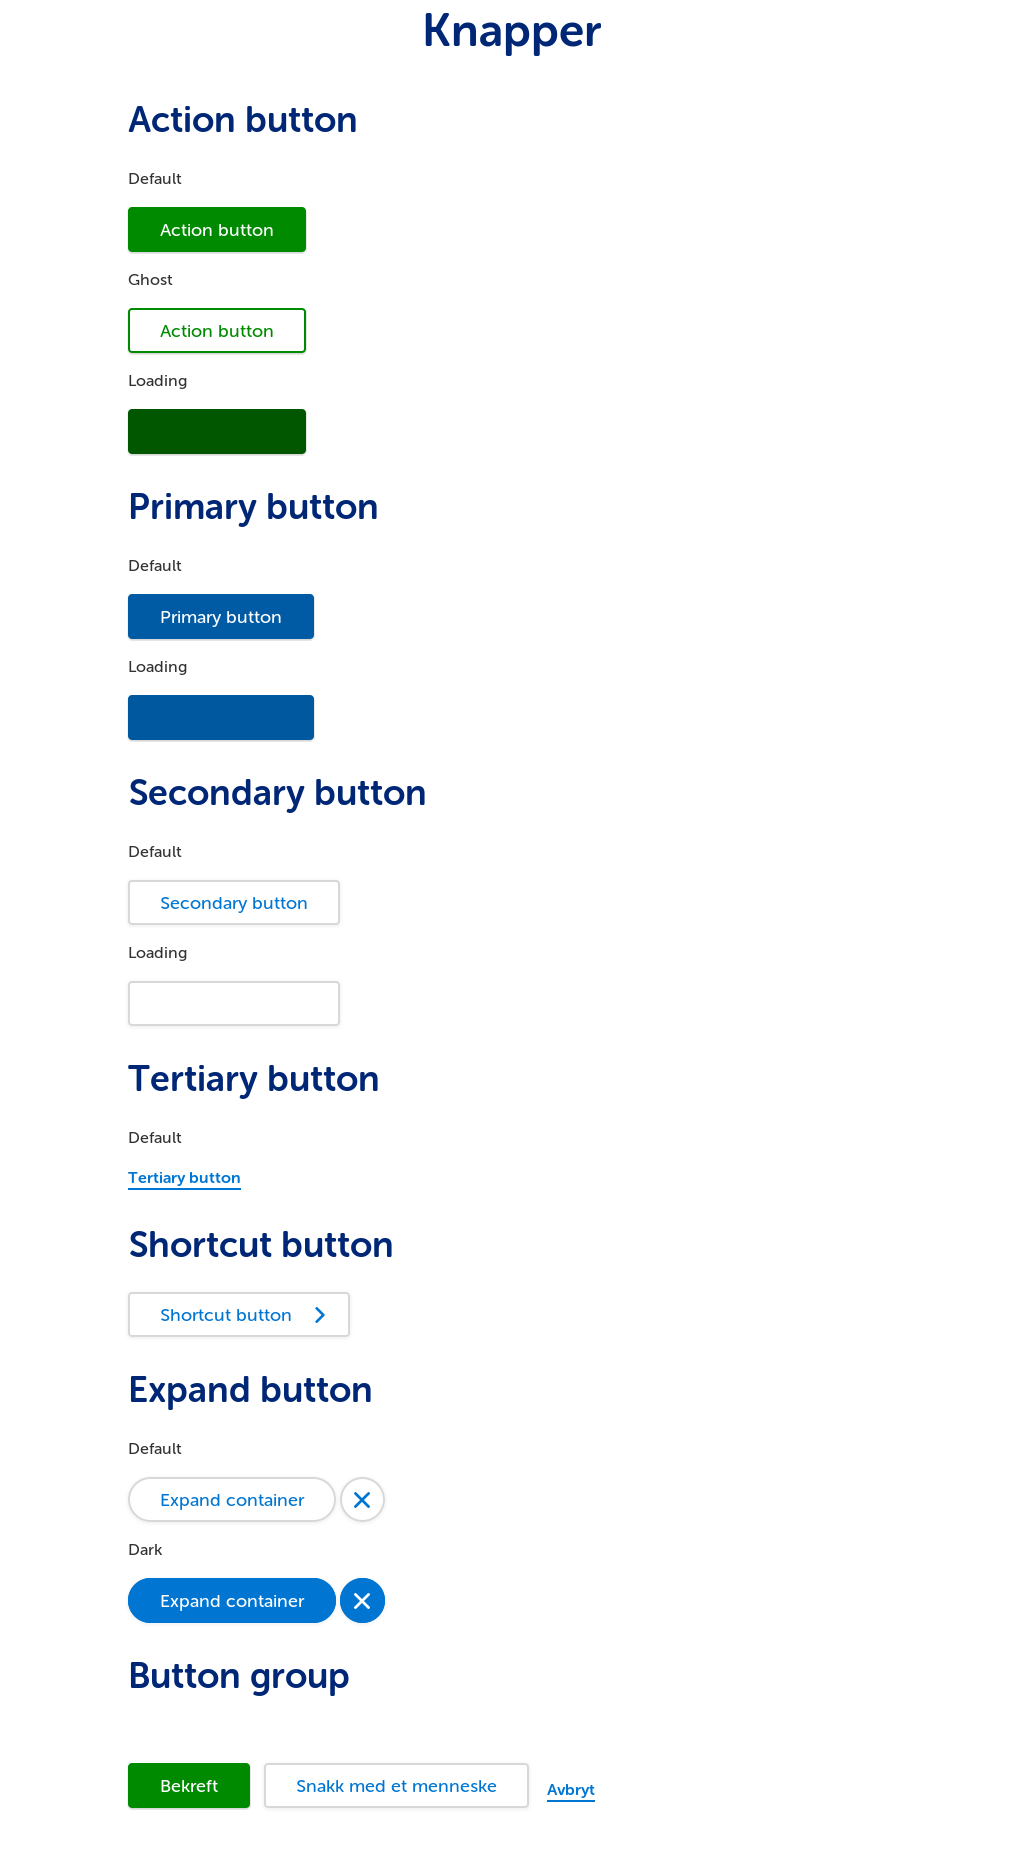 Knapper
Action button
Default
Action button
Ghost
Action button
Loading
Primary button
Default
Primary button
Loading
Secondary button
Default
Secondary button
Loading
Tertiary button
Default
Tertiary button
Shortcut button
Shortcut button
Expand button
Default
Expand container
Dark
Expand container
Button group
Bekreft Snakk med et menneske Avbryt